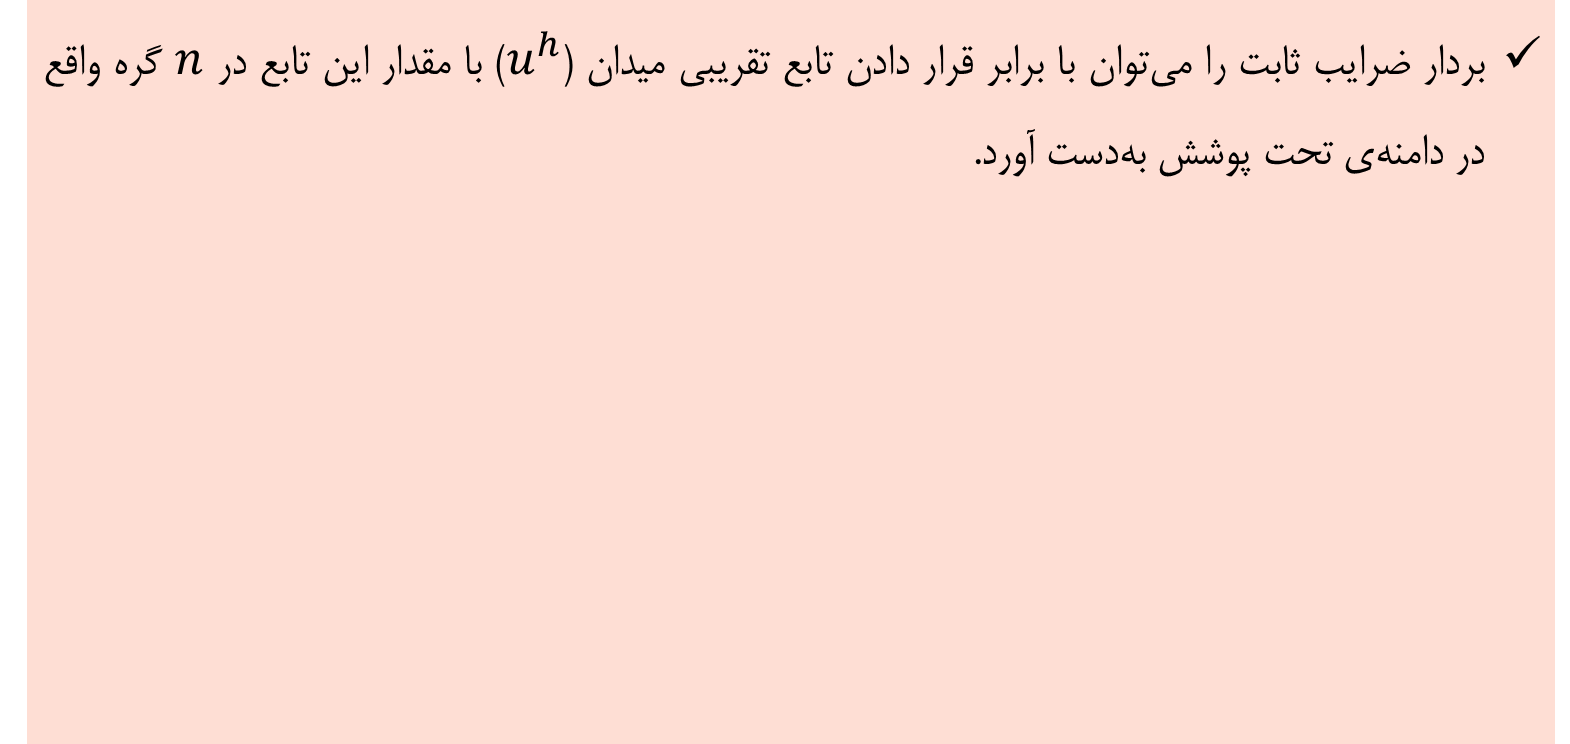 ✓ بردار ضرایب ثابت را می‌توان با برابر قرار دادن تابع تقریبی میدان (u^h) با مقدار این تابع در n گره واقع
در دامنه‌ی تحت پوشش به‌دست آورد.